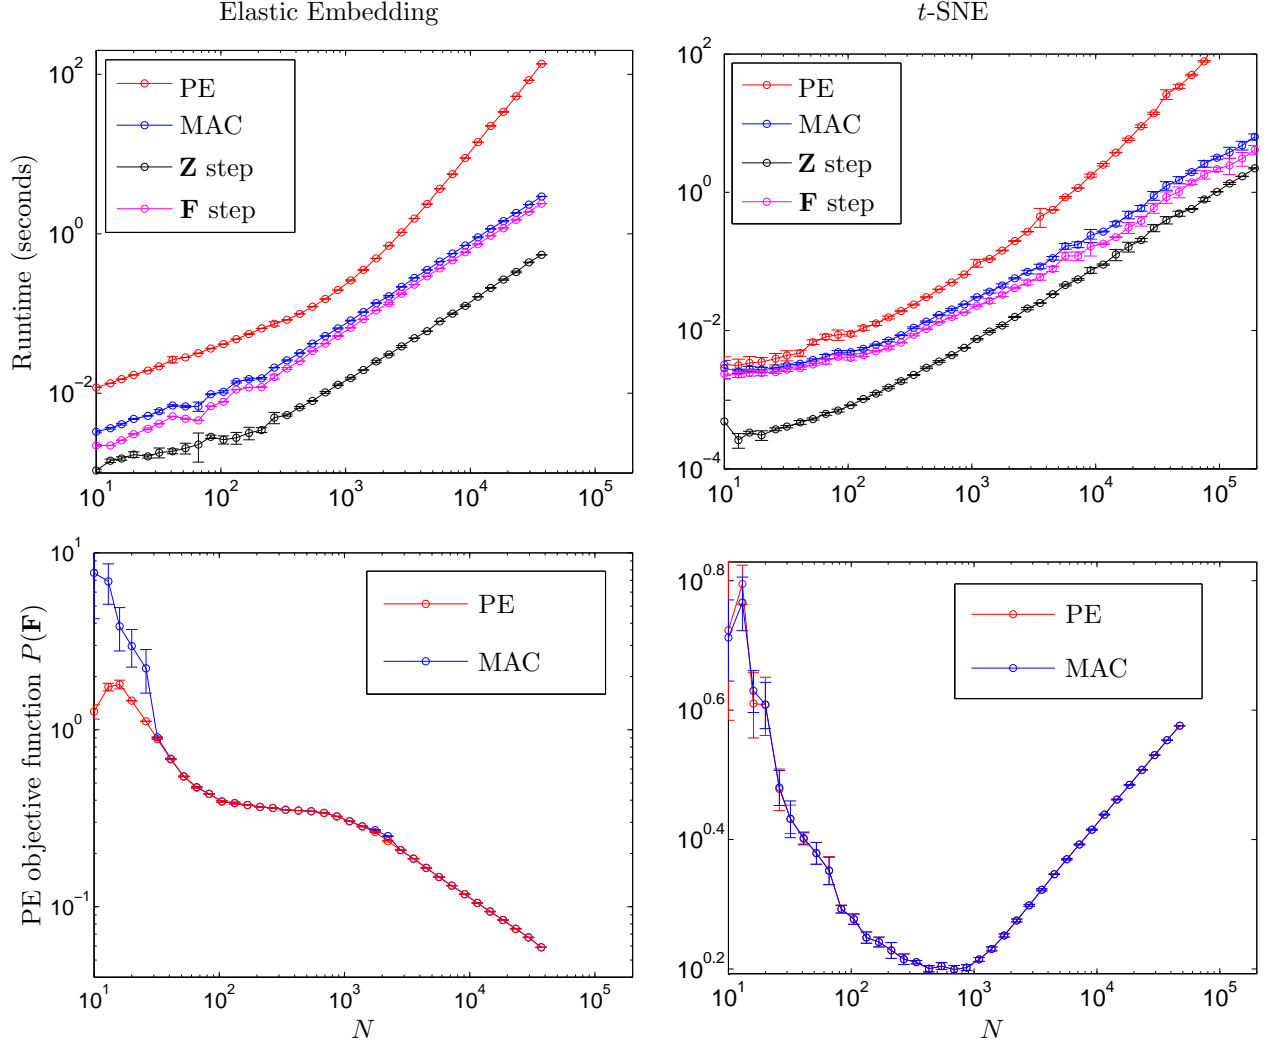 Elastic Embedding
t-SNE
Runtime (seconds)
10^2
10^0
10^-2
PE
MAC
Z step
F step
10^1 10^2 10^3 10^4 10^5
10^2
10^0
10^-2
10^-4
PE
MAC
Z step
F step
10^1 10^2 10^3 10^4 10^5
PE objective function P(F)
10^1
10^0
10^-1
PE
MAC
10^1 10^2 10^3 10^4 10^5
N
10^0.8
10^0.6
10^0.4
10^0.2
PE
MAC
10^1 10^2 10^3 10^4 10^5
N